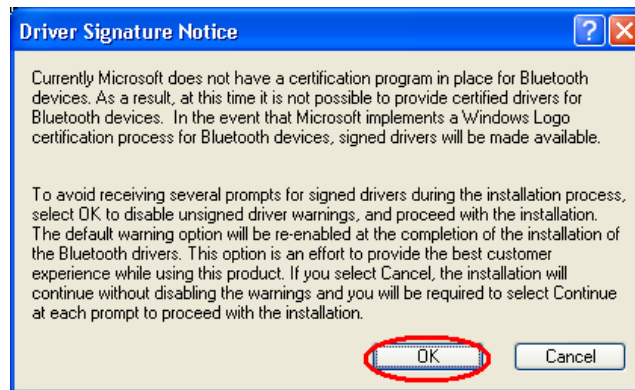 Driver Signature Notice
Currently Microsoft does not have a certification program in place for Bluetooth
devices. As a result, at this time it is not possible to provide certified drivers for
Bluetooth devices.  In the event that Microsoft implements a Windows Logo
certification process for Bluetooth devices, signed drivers will be made available.
To avoid receiving several prompts for signed drivers during the installation process,
select OK to disable unsigned driver warnings, and proceed with the installation.
The default warning option will be re-enabled at the completion of the installation of
the Bluetooth drivers. This option is an effort to provide the best customer
experience while using this product. If you select Cancel, the installation will
continue without disabling the warnings and you will be required to select Continue
at each prompt to proceed with the installation.
OK Cancel